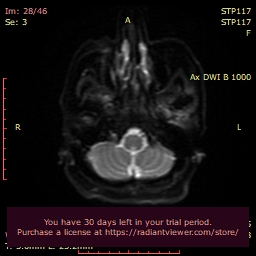 Im: 28/46
Se: 3
STP117
STP117
F
A
Ax DWI B 1000
R
L
You have 30 days left in your trial period.
Purchase a license at https://radiantviewer.com/store/